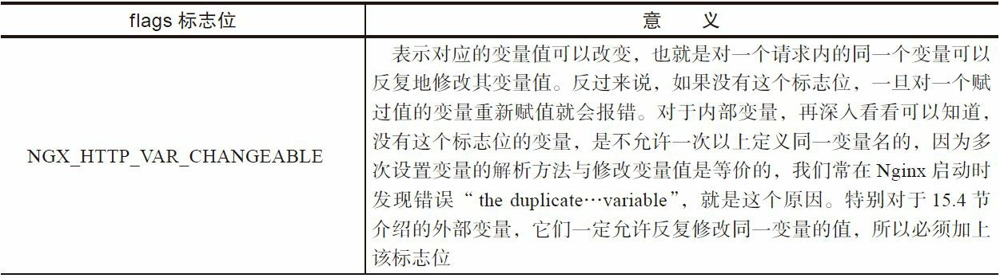 flags 标志位
意 义
NGX_HTTP_VAR_CHANGEABLE
表示对应的变量值可以改变，也就是对一个请求内的同一个变量可以
反复地修改其变量值。反过来说，如果没有这个标志位，一旦对一个赋
过值的变量重新赋值就会报错。对于内部变量，再深入看看可以知道，
没有这个标志位的变量，是不允许一次以上定义同一变量名的，因为多
次设置变量的解析方法与修改变量值是等价的，我们常在 Nginx 启动时
发现错误“the duplicate…variable”，就是这个原因。特别对于 15.4 节
介绍的外部变量，它们一定允许反复修改同一变量的值，所以必须加上
该标志位